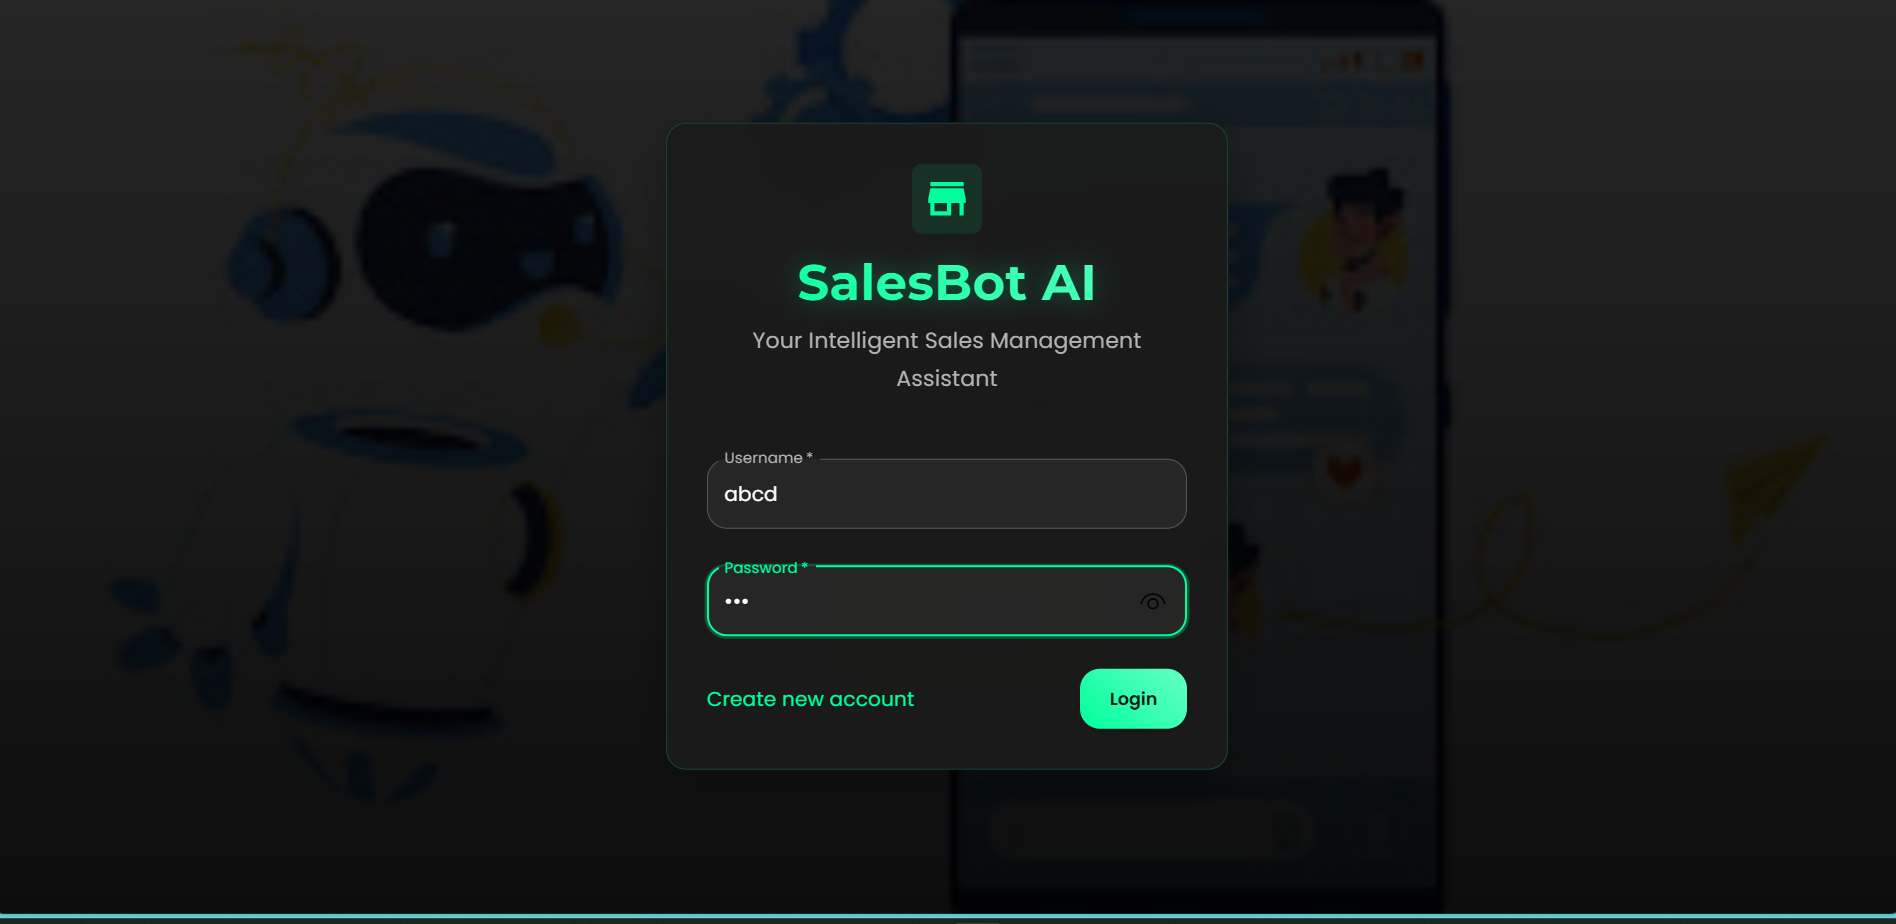 SalesBot AI
Your Intelligent Sales Management
Assistant
Username *
abcd
Password *
•••
Create new account
Login